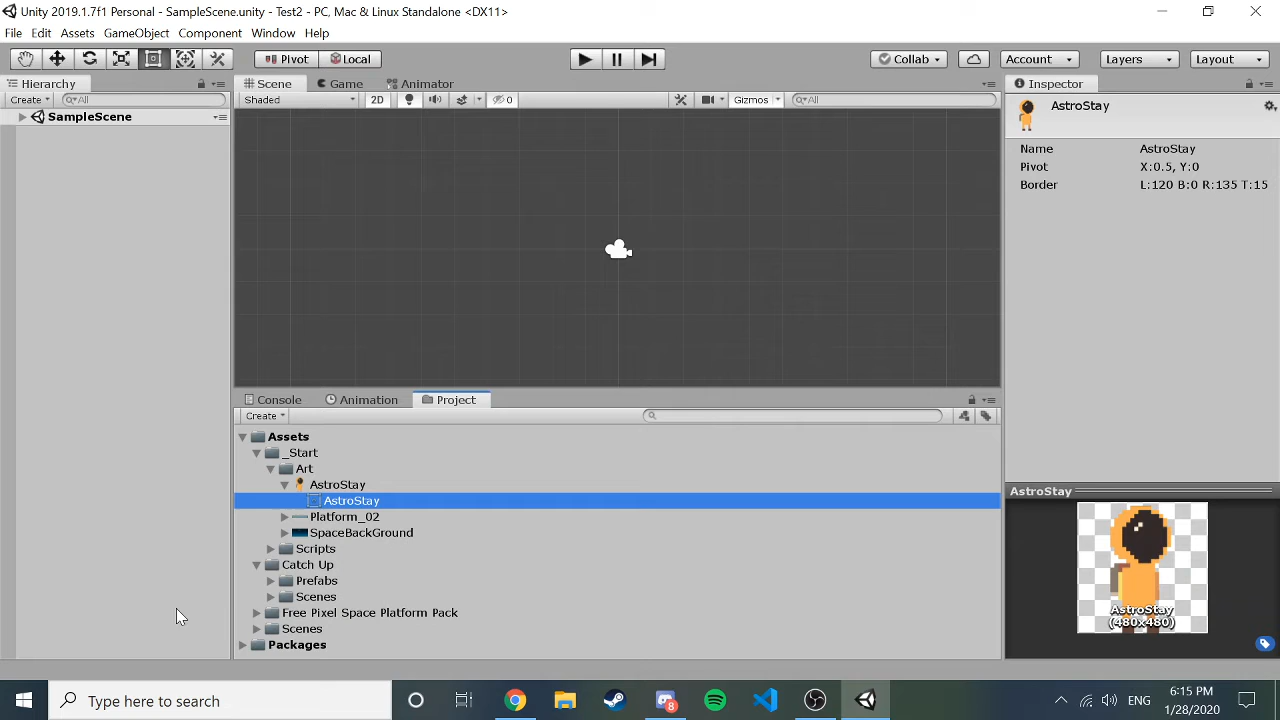 Unity 2019.1.7f1 Personal - SampleScene.unity - Test2 - PC, Mac & Linux Standalone <DX11>
File Edit Assets GameObject Component Window Help
Pivot Local Collab Account Layers Layout
Hierarchy Scene Game Animator Inspector
Create All Shaded 2D 0 Gizmos All
SampleScene
AstroStay
Name AstroStay
Pivot X:0.5, Y:0
Border L:120 B:0 R:135 T:15
Console Animation Project
Create
Assets
_Start
Art
AstroStay
AstroStay
Platform_02
SpaceBackGround
Scripts
Catch Up
Prefabs
Scenes
Free Pixel Space Platform Pack
Scenes
Packages
AstroStay
AstroStay
(480x480)
Type here to search
8
ENG
6:15 PM
1/28/2020